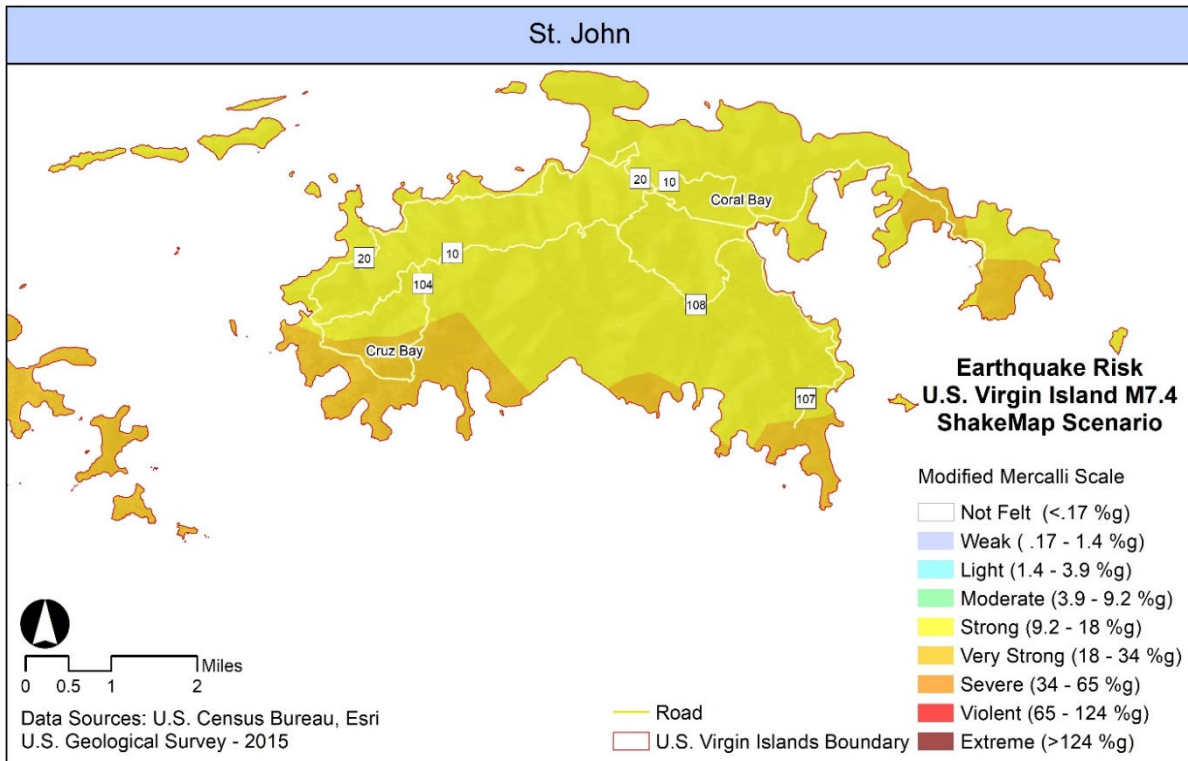 St. John
20
10
Coral Bay
20
10
104
108
Cruz Bay
107
Earthquake Risk
U.S. Virgin Island M7.4
ShakeMap Scenario
Modified Mercalli Scale
Not Felt (<.17 %g)
Weak ( .17 - 1.4 %g)
Light (1.4 - 3.9 %g)
Moderate (3.9 - 9.2 %g)
Strong (9.2 - 18 %g)
Very Strong (18 - 34 %g)
Severe (34 - 65 %g)
Violent (65 - 124 %g)
Extreme (>124 %g)
Miles
0 0.5 1 2
Data Sources: U.S. Census Bureau, Esri
U.S. Geological Survey - 2015
Road
U.S. Virgin Islands Boundary